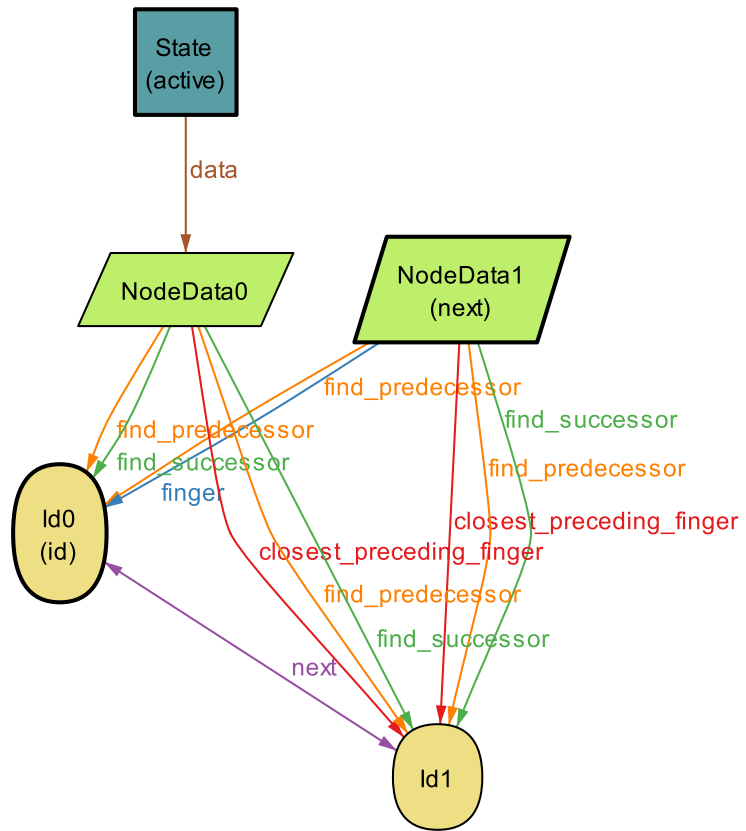 State
(active)
data
NodeData0
NodeData1
(next)
find_predecessor
find_successor
find_predecessor
find_successor
find_predecessor
finger
Id0
(id)
closest_preceding_finger
closest_preceding_finger
find_predecessor
find_successor
next
Id1